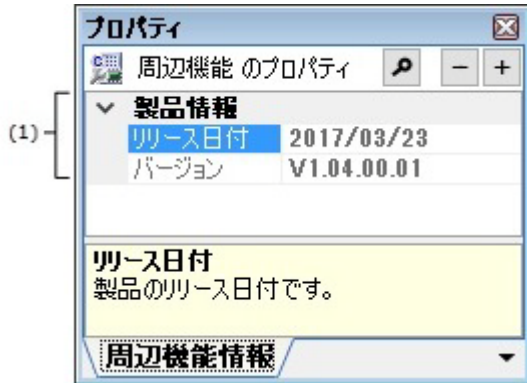 プロパティ
周辺機能 のプロパティ
(1)
製品情報
リリース日付 2017/03/23
バージョン V1.04.00.01
リリース日付
製品のリリース日付です。
周辺機能情報